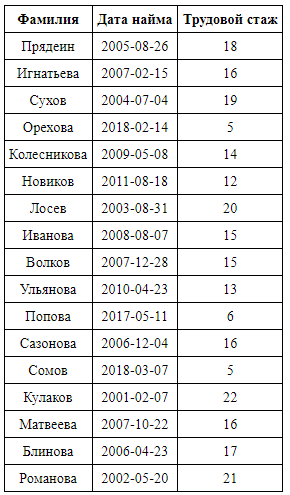 Фамилия Дата найма Трудовой стаж
Прядеин 2005-08-26 18
Игнатьева 2007-02-15 16
Сухов 2004-07-04 19
Орехова 2018-02-14 5
Колесникова 2009-05-08 14
Новиков 2011-08-18 12
Лосев 2003-08-31 20
Иванова 2008-08-07 15
Волков 2007-12-28 15
Ульянова 2010-04-23 13
Попова 2017-05-11 6
Сазонова 2006-12-04 16
Сомов 2018-03-07 5
Кулаков 2001-02-07 22
Матвеева 2007-10-22 16
Блинова 2006-04-23 17
Романова 2002-05-20 21